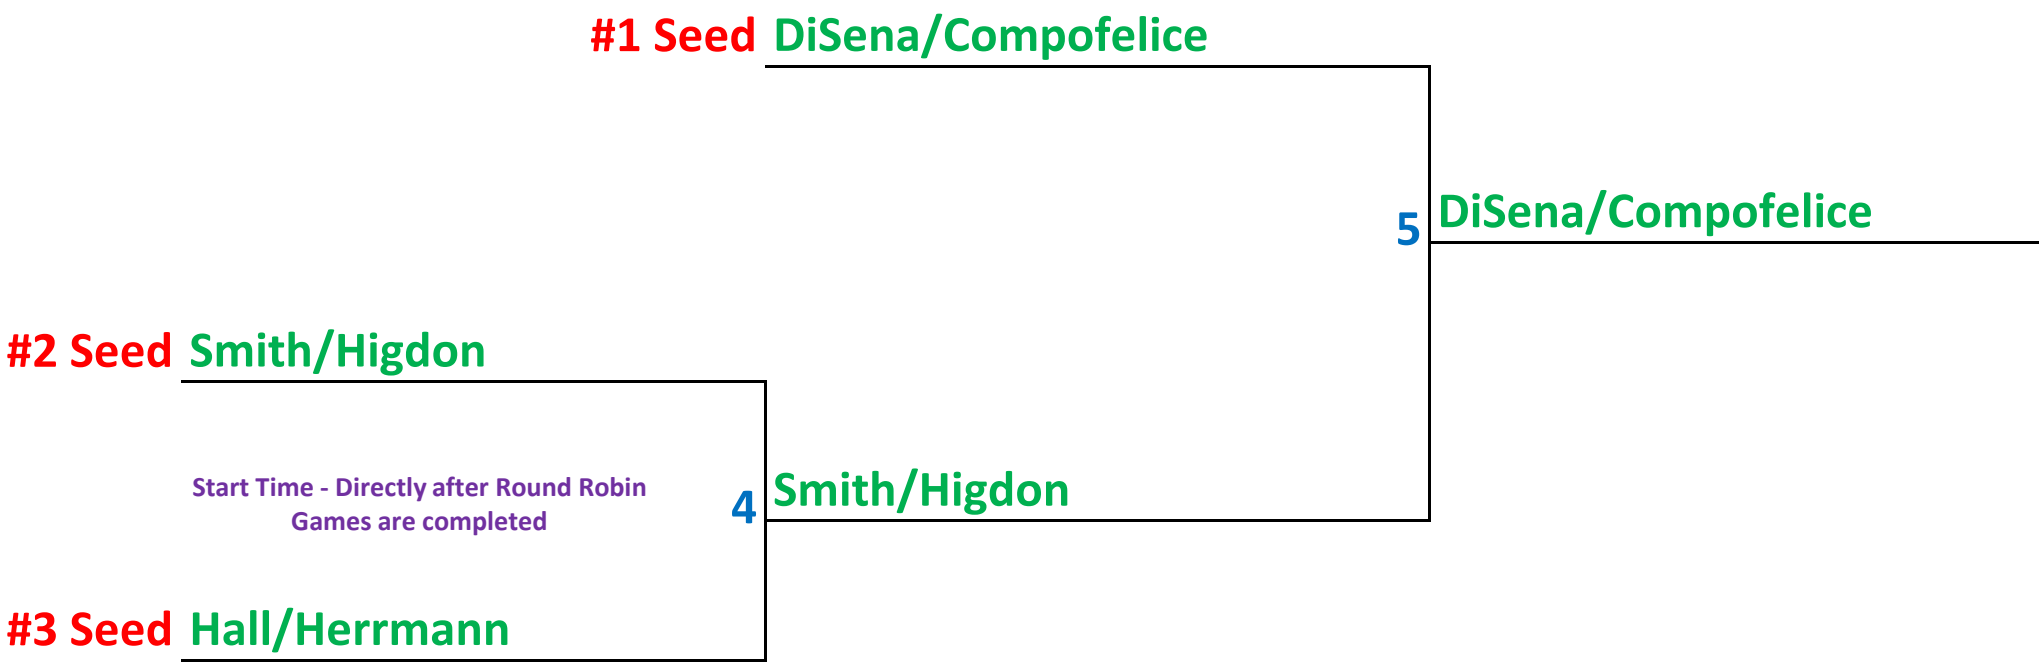 #1 Seed DiSena/Compofelice
5 DiSena/Compofelice
#2 Seed Smith/Higdon
Start Time - Directly after Round Robin
Games are completed
4 Smith/Higdon
#3 Seed Hall/Herrmann